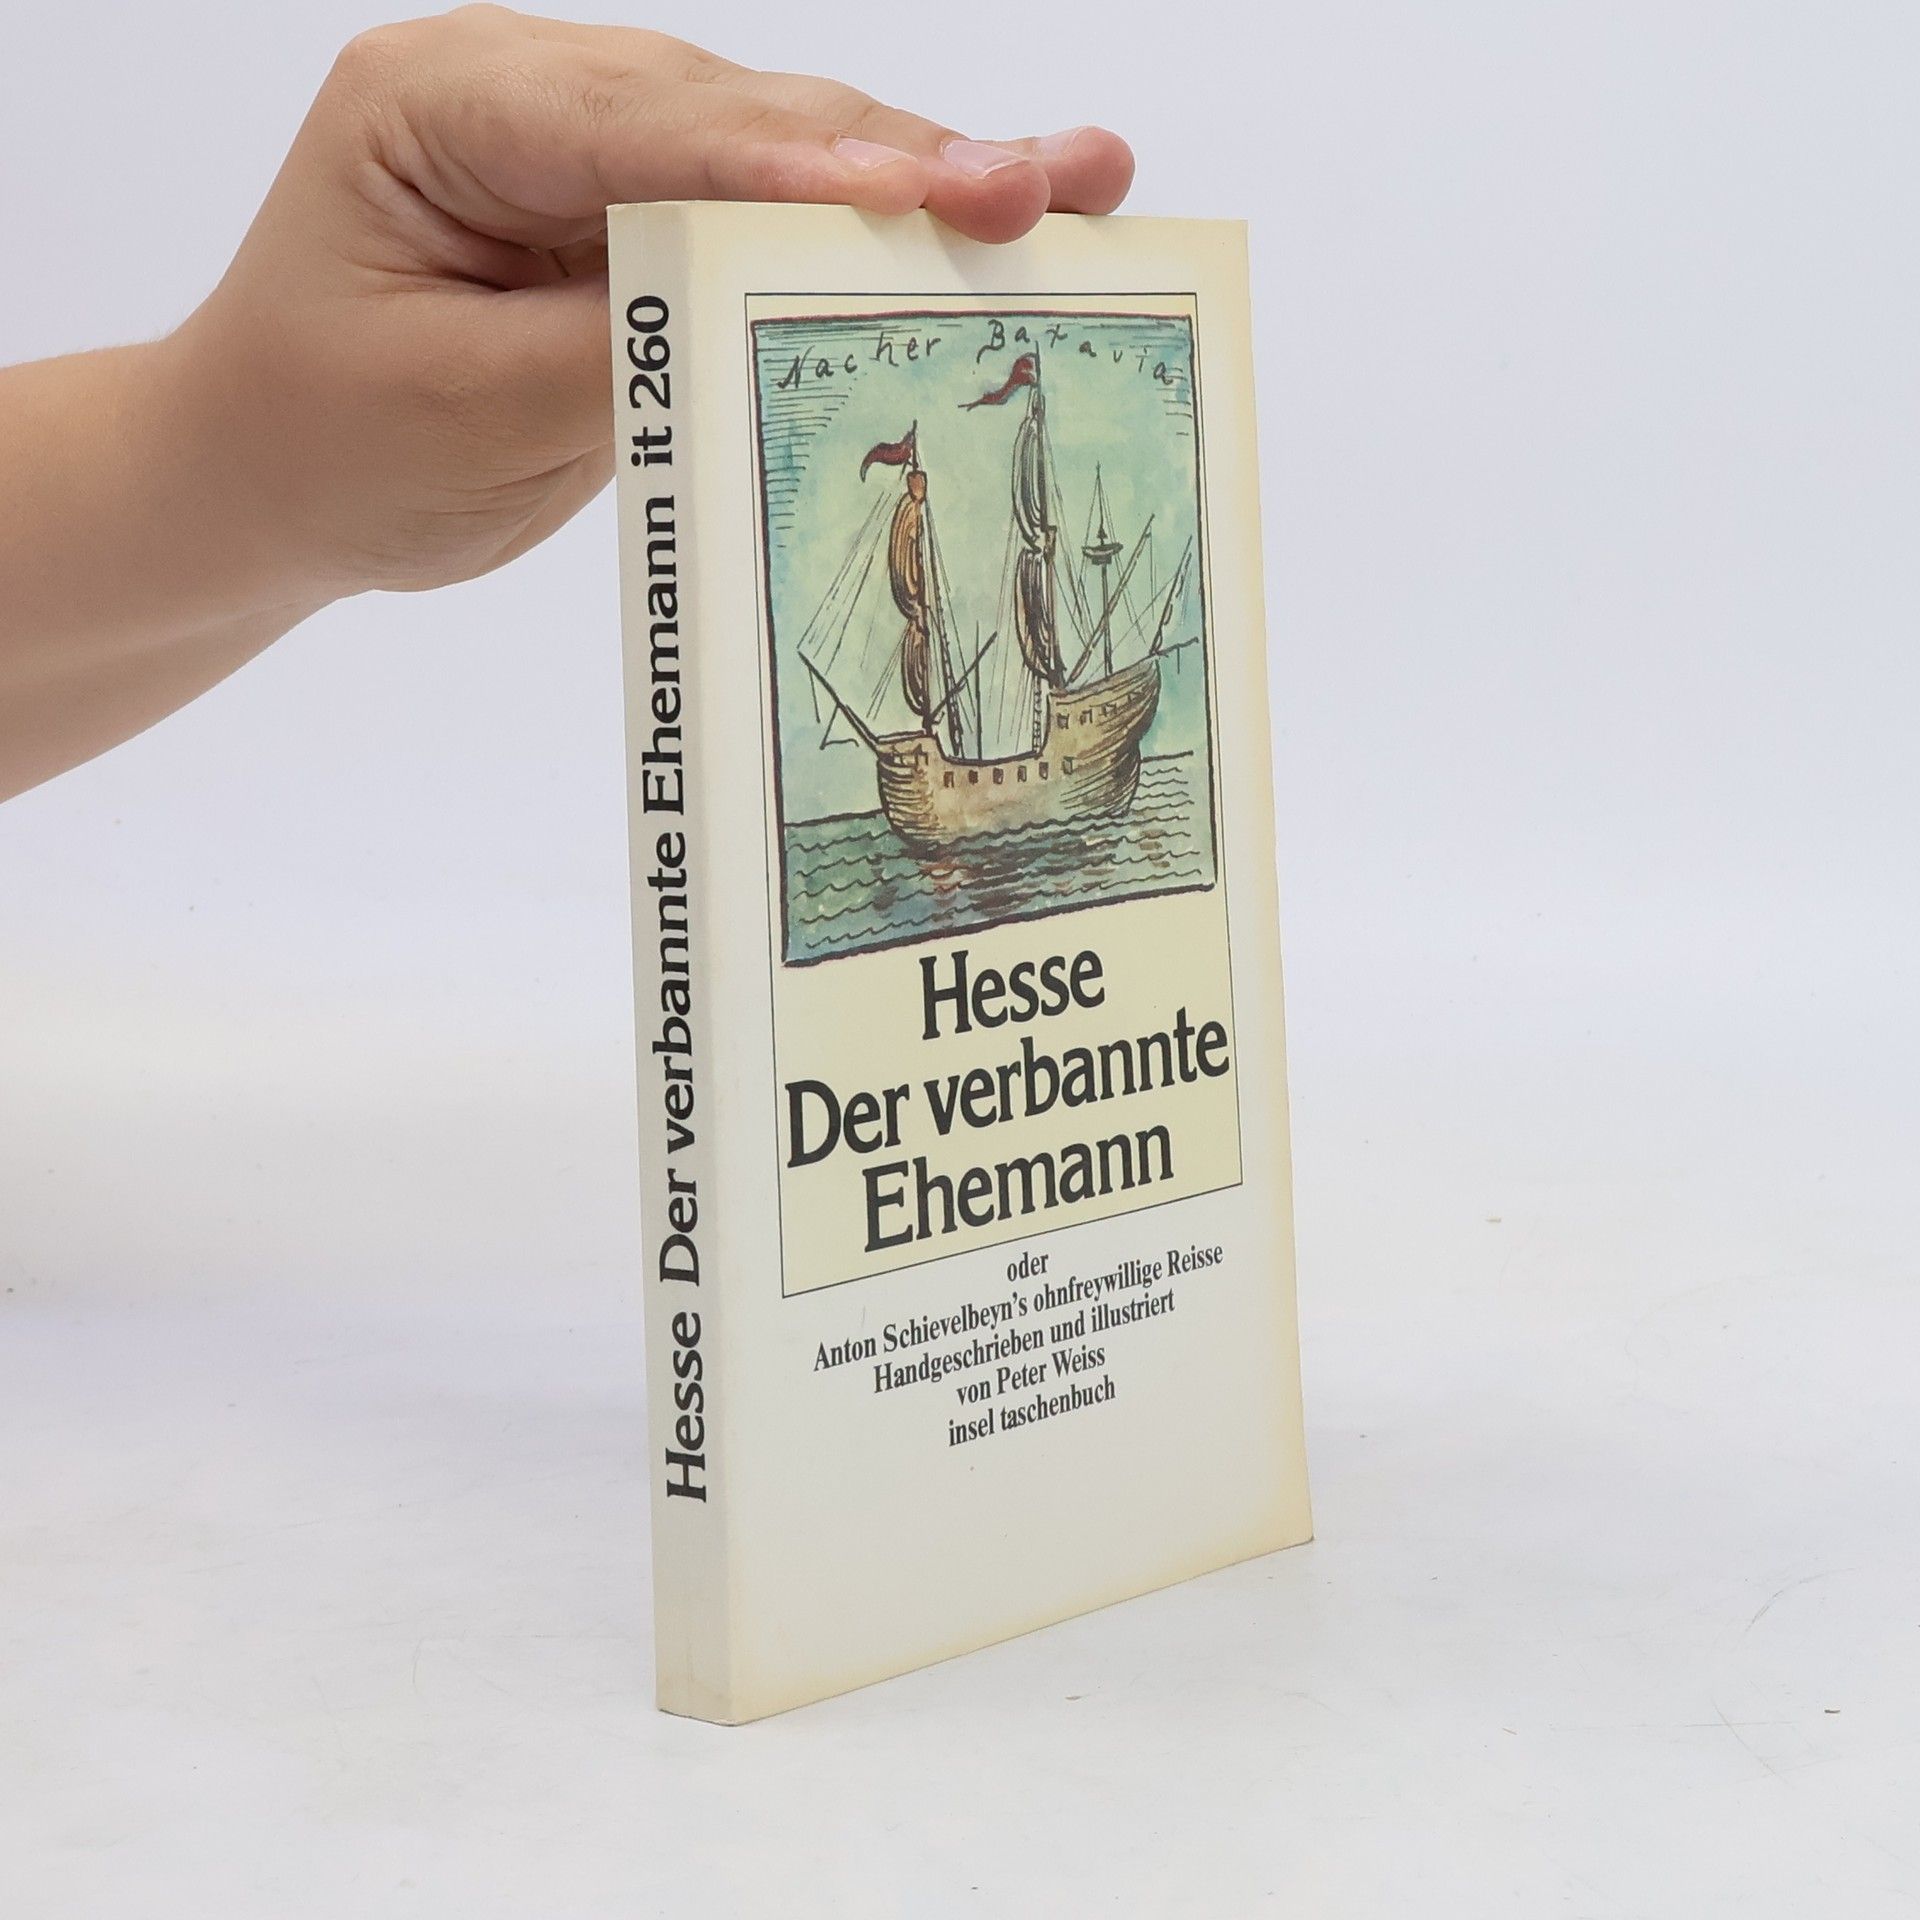 Hesse Der verbannte Ehemann it 260
Nacher Batavia
Hesse
Der verbannte
Ehemann
oder
Anton Schievelbeyn's ohnfreywillige Reisse
Handgeschrieben und illustriert
von Peter Weiss
insel taschenbuch